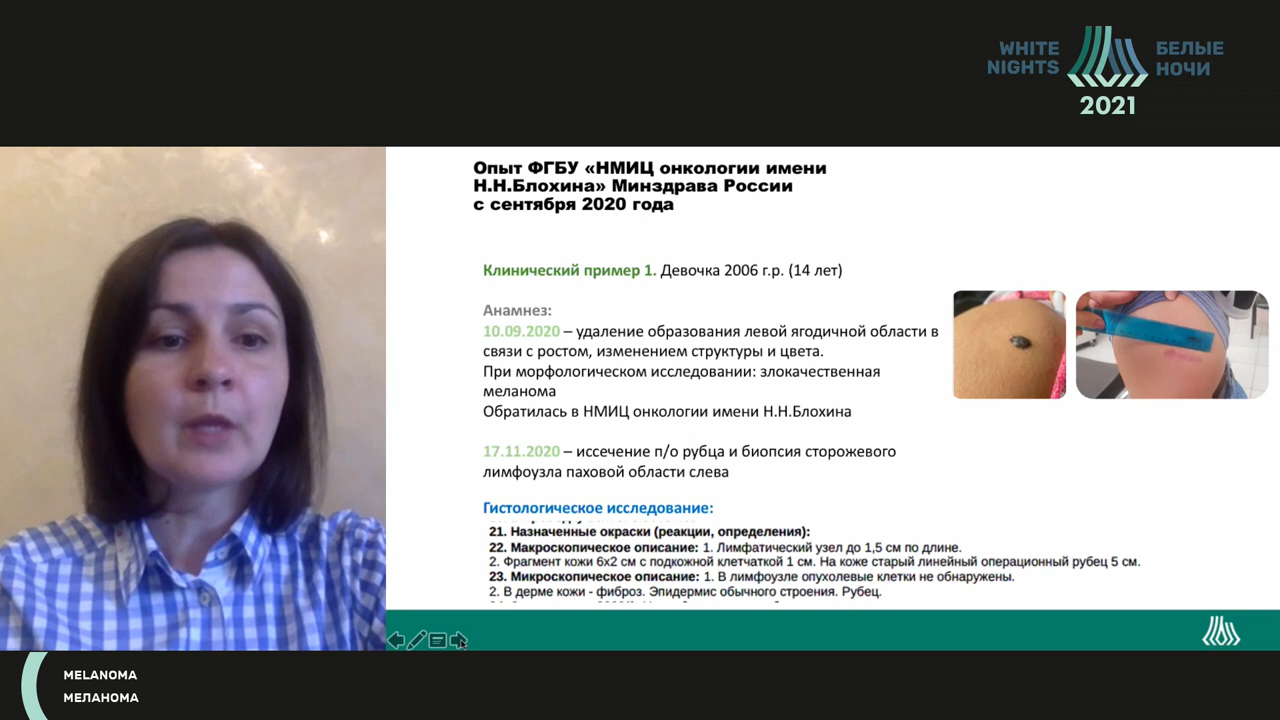 WHITE
NIGHTS
БЕЛЫЕ
НОЧИ
2021
Опыт ФГБУ «НМИЦ онкологии имени
Н.Н.Блохина» Минздрава России
с сентября 2020 года
Клинический пример 1. Девочка 2006 г.р. (14 лет)
Анамнез:
10.09.2020 – удаление образования левой ягодичной области в
связи с ростом, изменением структуры и цвета.
При морфологическом исследовании: злокачественная
меланома
Обратилась в НМИЦ онкологии имени Н.Н.Блохина
17.11.2020 – иссечение п/о рубца и биопсия сторожевого
лимфоузла паховой области слева
Гистологическое исследование:
21. Назначенные окраски (реакции, определения):
22. Макроскопическое описание: 1. Лимфатический узел до 1,5 см по длине.
2. Фрагмент кожи 6х2 см с подкожной клетчаткой 1 см. На коже старый линейный операционный рубец 5 см.
23. Микроскопическое описание: 1. В лимфоузле опухолевые клетки не обнаружены.
2. В дерме кожи - фиброз. Эпидермис обычного строения. Рубец.
MELANOMA
МЕЛАНОМА